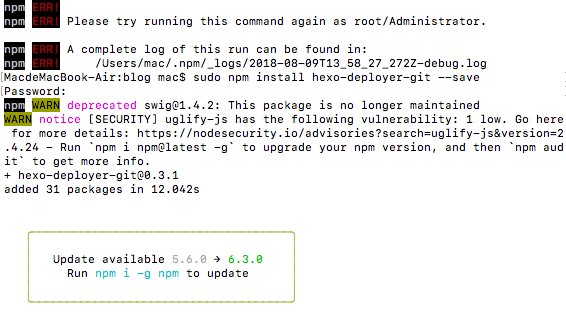 npm ERR!
npm ERR! Please try running this command again as root/Administrator.
npm ERR! A complete log of this run can be found in:
npm ERR!     /Users/mac/.npm/_logs/2018-08-09T13_58_27_272Z-debug.log
[MacdeMacBook-Air:blog mac$ sudo npm install hexo-deployer-git --save
[Password:
npm WARN deprecated swig@1.4.2: This package is no longer maintained
WARN notice [SECURITY] uglify-js has the following vulnerability: 1 low. Go here
for more details: https://nodesecurity.io/advisories?search=uglify-js&version=2
.4.24 - Run `npm i npm@latest -g` to upgrade your npm version, and then `npm aud
it` to get more info.
+ hexo-deployer-git@0.3.1
added 31 packages in 12.042s
Update available 5.6.0 → 6.3.0
Run npm i -g npm to update